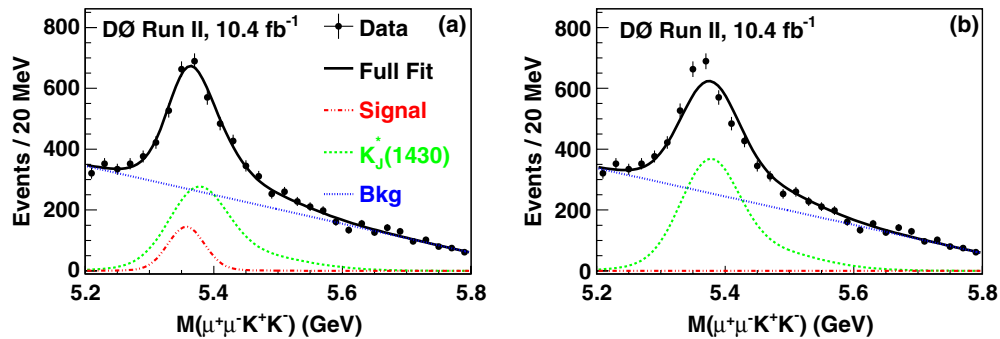 DØ Run II, 10.4 fb⁻¹
(a)
Data
Full Fit
Signal
K*J(1430)
Bkg
Events / 20 MeV
800
600
400
200
0
5.2 5.4 5.6 5.8
M(μ⁺μ⁻K⁺K⁻) (GeV)
DØ Run II, 10.4 fb⁻¹
(b)
Events / 20 MeV
800
600
400
200
0
5.2 5.4 5.6 5.8
M(μ⁺μ⁻K⁺K⁻) (GeV)